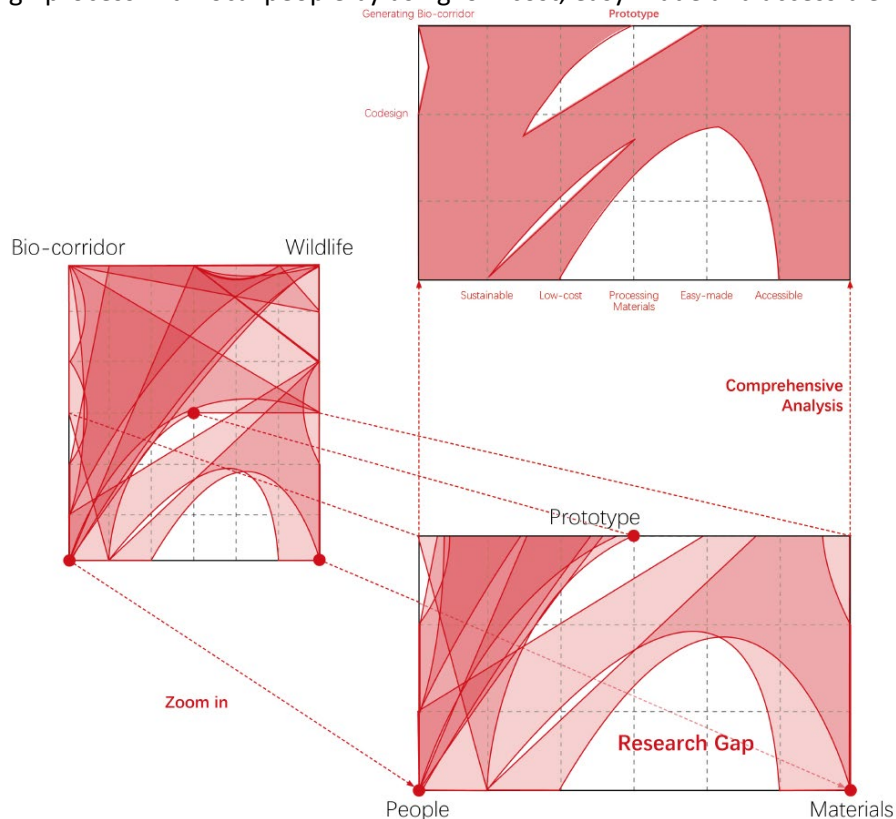 Generating Bio-corridor
Prototype
Codesign
Sustainable
Low-cost
Processing
Materials
Easy-made
Accessible
Bio-corridor
Wildlife
Comprehensive
Analysis
Prototype
Zoom in
Research Gap
People
Materials